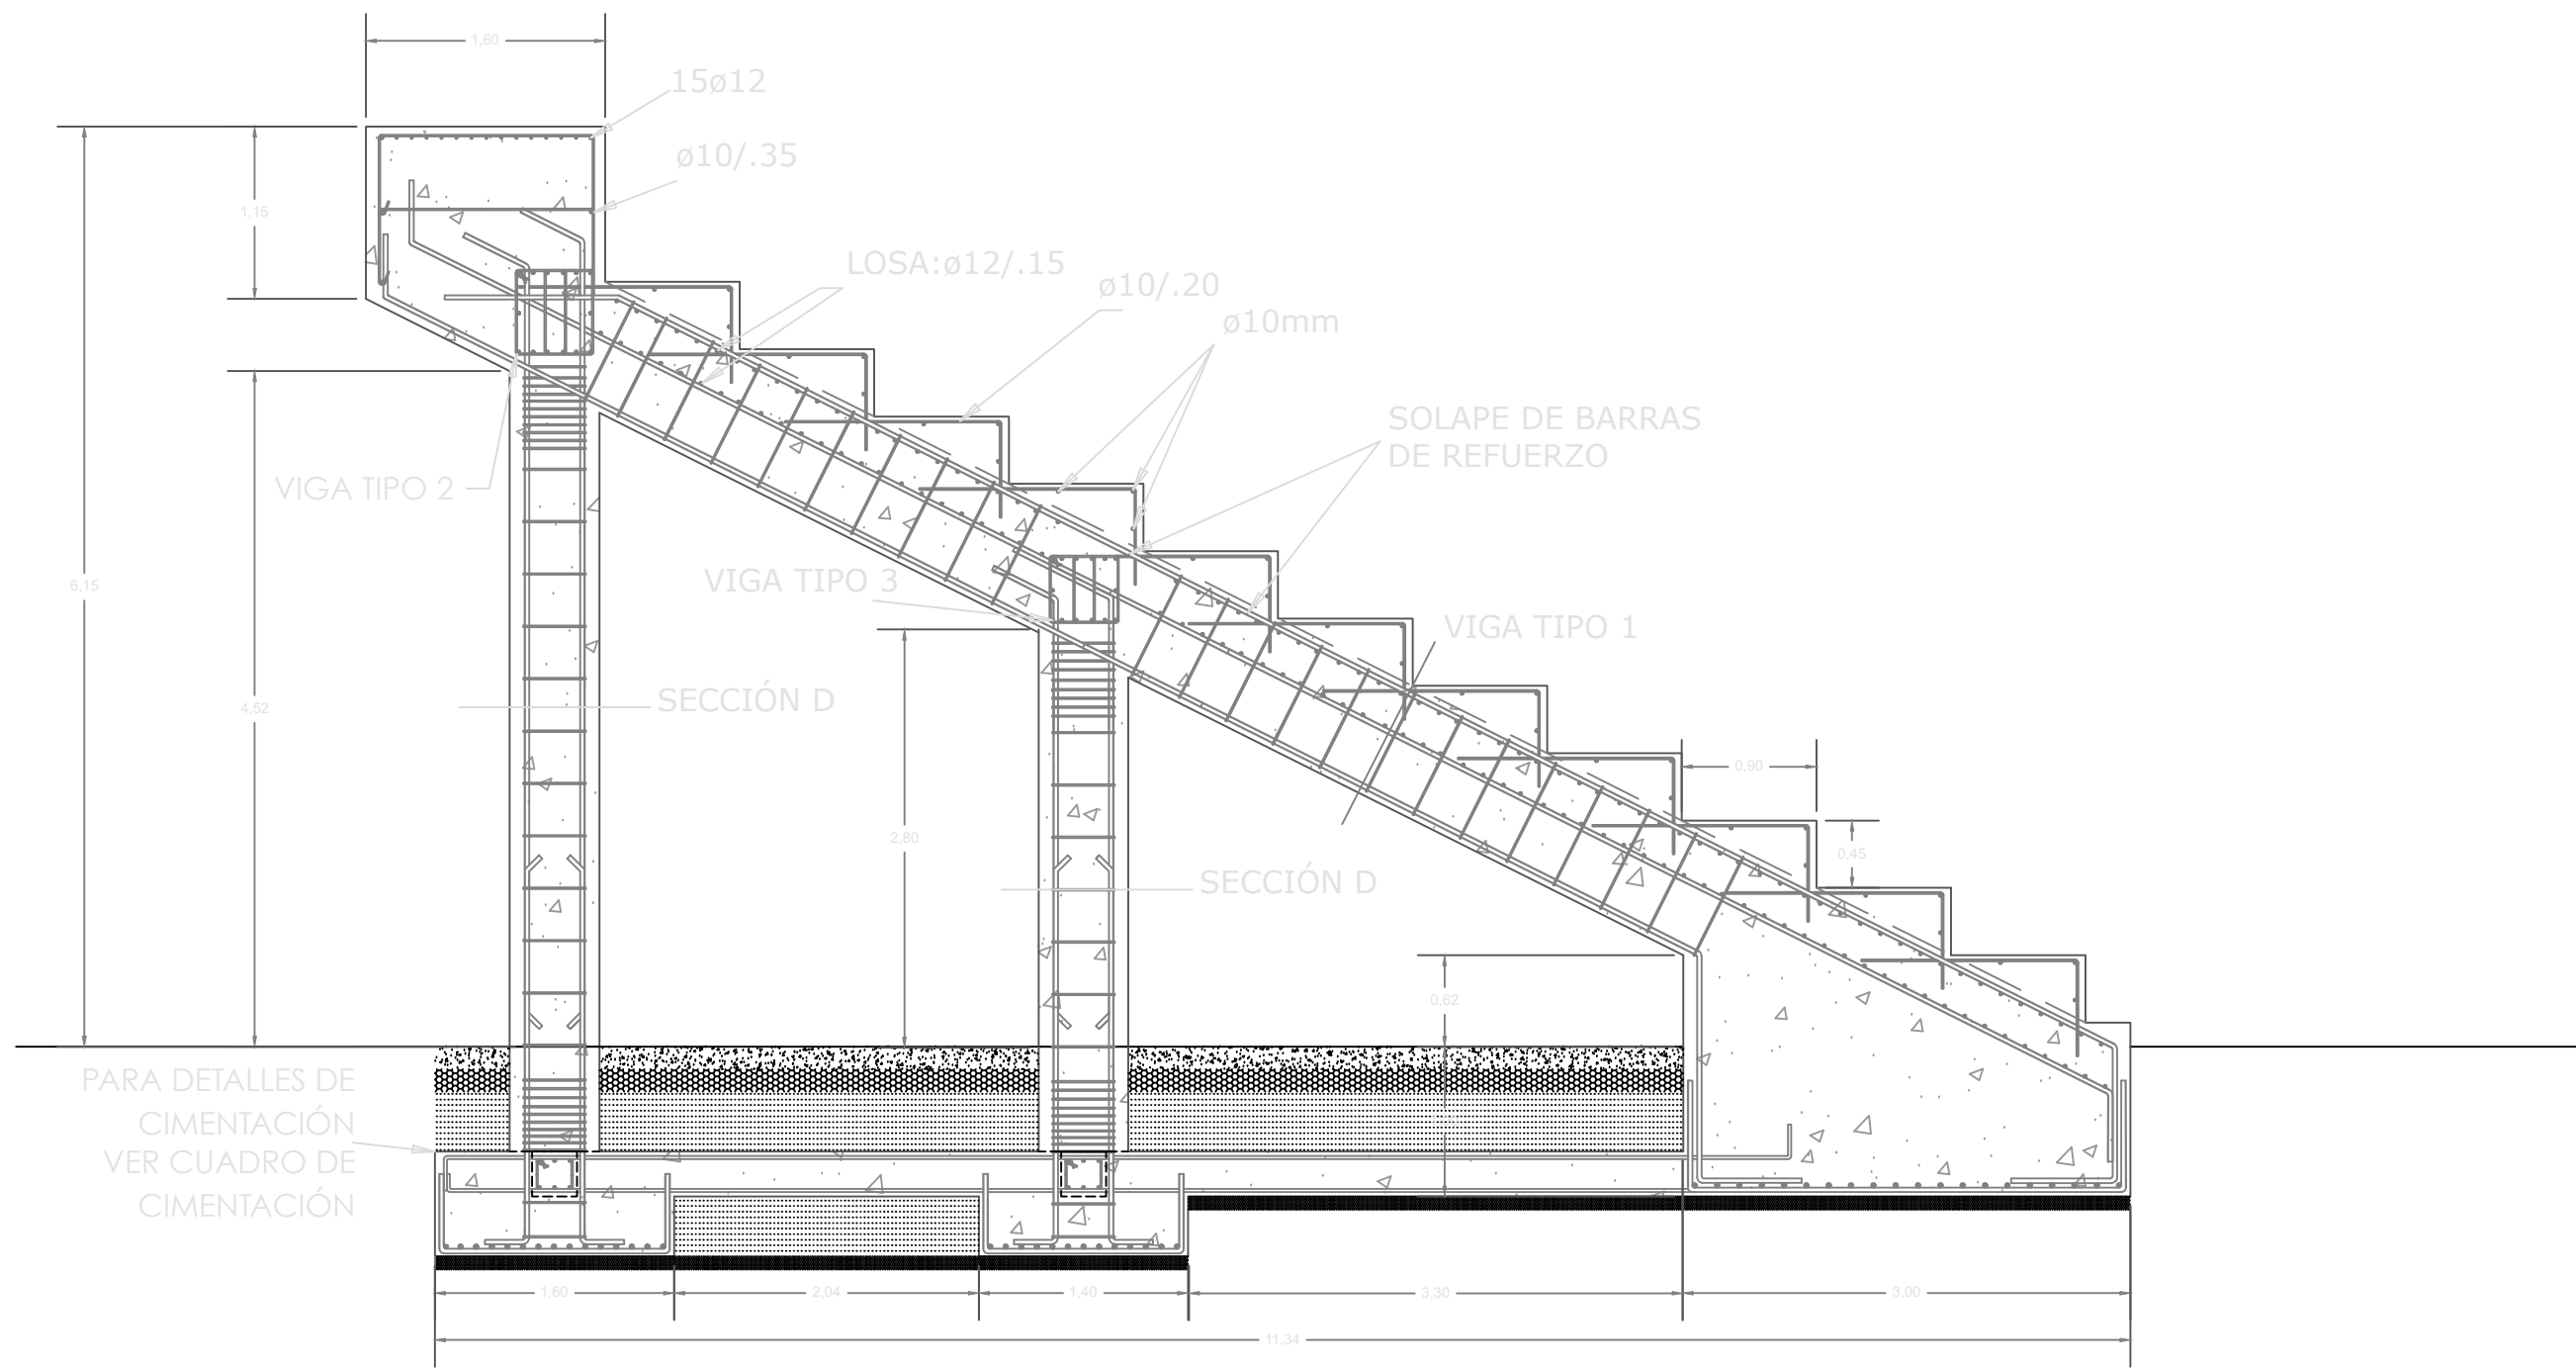 1,60
15ø12
ø10/.35
1,15
LOSA:ø12/.15
ø10/.20
ø10mm
SOLAPE DE BARRAS
DE REFUERZO
VIGA TIPO 2
VIGA TIPO 3
6,15
VIGA TIPO 1
4,52
SECCIÓN D
0,90
2,80
0,45
SECCIÓN D
0,62
PARA DETALLES DE
CIMENTACIÓN
VER CUADRO DE
CIMENTACIÓN
1,60
2,04
1,40
3,30
3,00
11,34